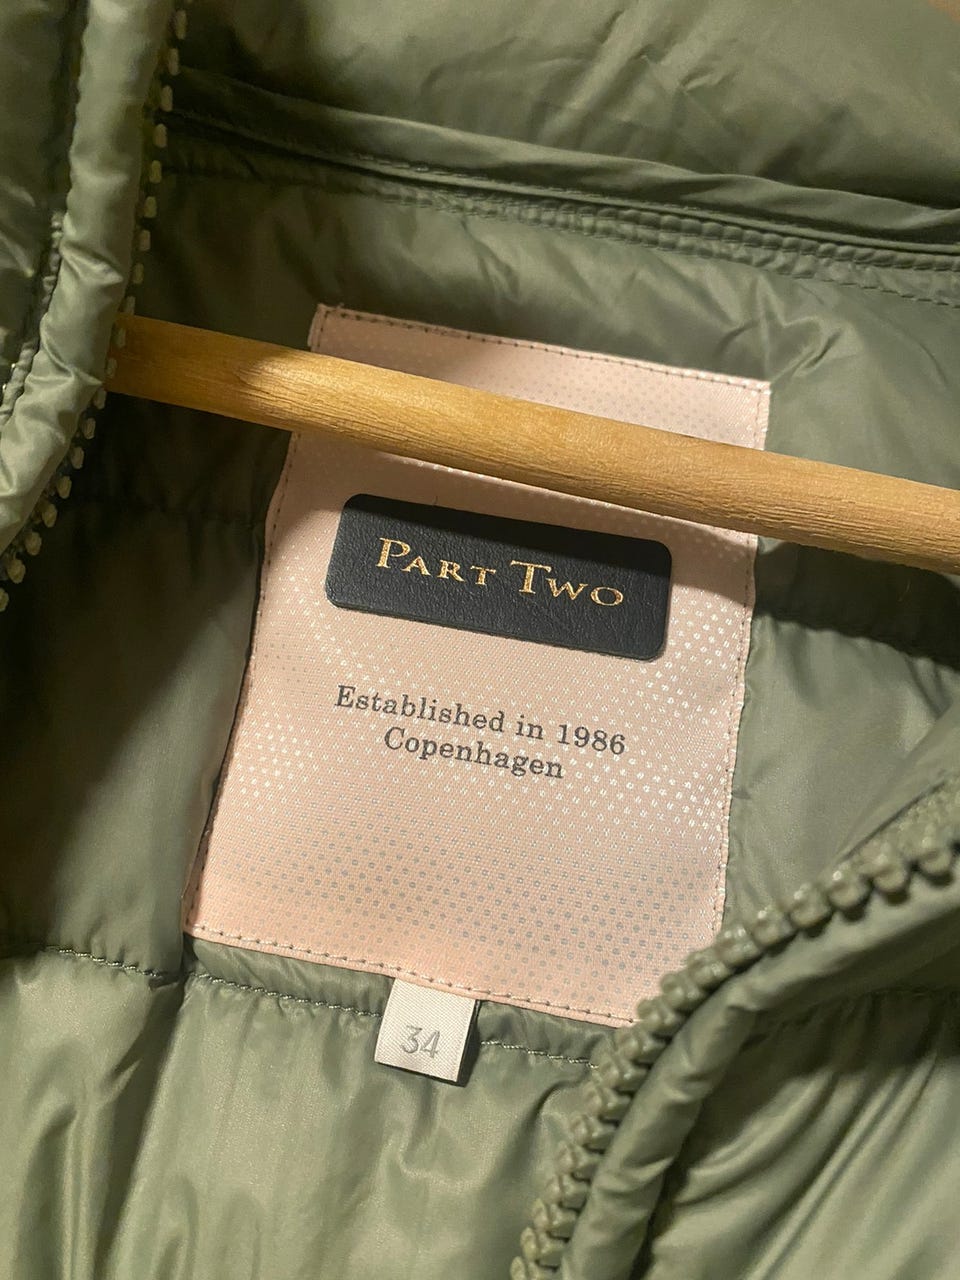 Part Two
Established in 1986
Copenhagen
34